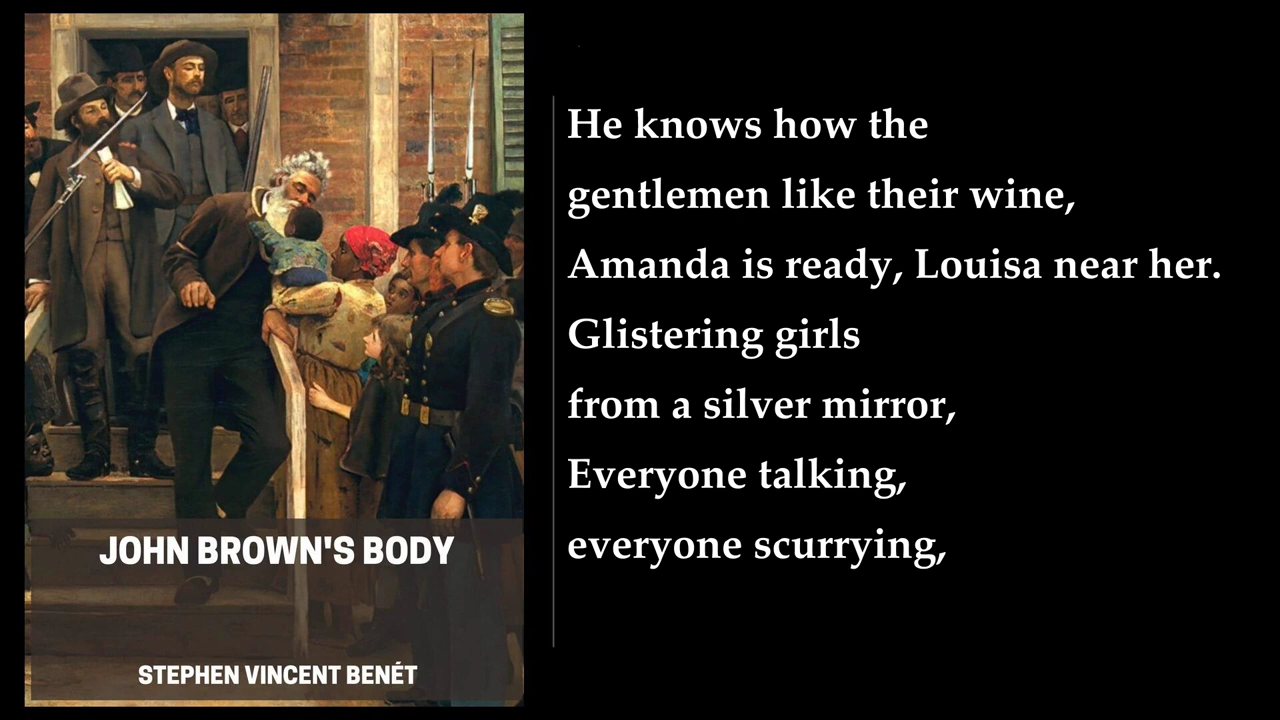 JOHN BROWN'S BODY
STEPHEN VINCENT BENÉT
He knows how the
gentlemen like their wine,
Amanda is ready, Louisa near her.
Glistering girls
from a silver mirror,
Everyone talking,
everyone scurrying,